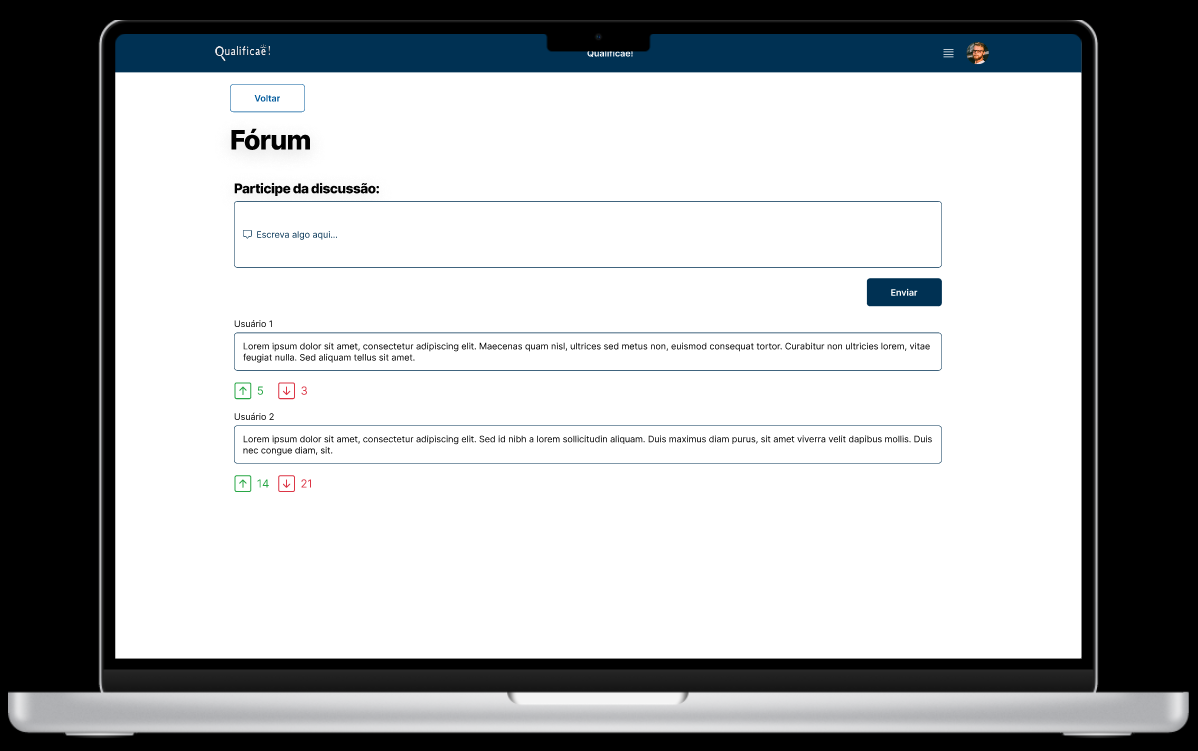 Qualificaê!
Qualificaê!
Voltar
Fórum
Participe da discussão:
Escreva algo aqui...
Enviar
Usuário 1
Lorem ipsum dolor sit amet, consectetur adipiscing elit. Maecenas quam nisl, ultrices sed metus non, euismod consequat tortor. Curabitur non ultricies lorem, vitae
feugiat nulla. Sed aliquam tellus sit amet.
5 3
Usuário 2
Lorem ipsum dolor sit amet, consectetur adipiscing elit. Sed id nibh a lorem sollicitudin aliquam. Duis maximus diam purus, sit amet viverra velit dapibus mollis. Duis
nec congue diam, sit.
14 21